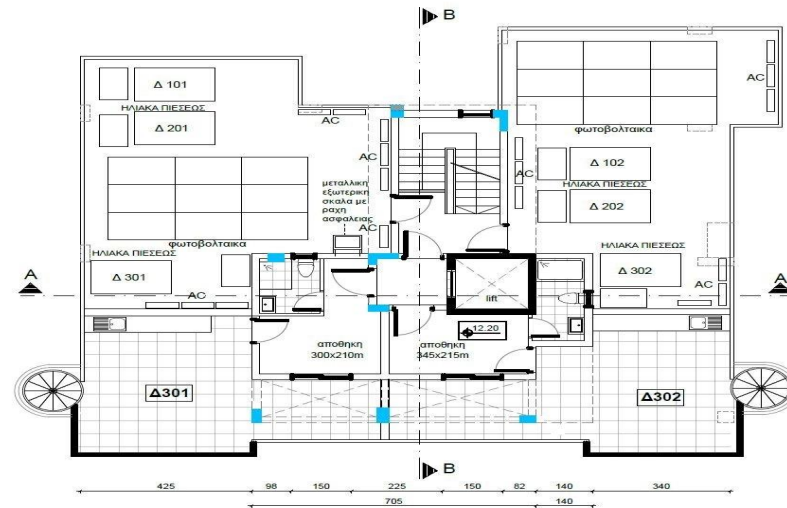 B
Δ 101
ΗΛΙΑΚΑ ΠΙΕΣΕΩΣ
Δ 201
AC
AC
φωτοβολταικα
AC
AC
Δ 102
ΗΛΙΑΚΑ ΠΙΕΣΕΩΣ
Δ 202
μεταλλικη
εξωτερικη
σκαλα με
ραχη
ασφαλειας
AC
φωτοβολταικα
ΗΛΙΑΚΑ ΠΙΕΣΕΩΣ
ΗΛΙΑΚΑ ΠΙΕΣΕΩΣ
A
Δ 301
Δ 302
AC
A
AC
lift
12.20
αποθηκη
300x210m
αποθηκη
345x215m
Δ301
Δ302
B
425
98
150
225
150
82
140
340
705
140